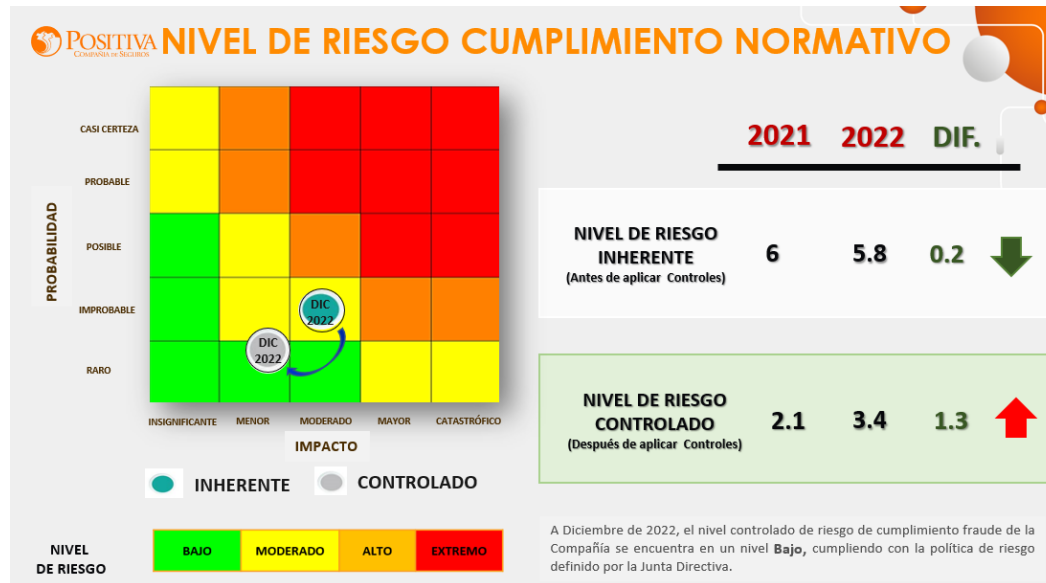 POSITIVA
COMPAÑÍA DE SEGUROS
NIVEL DE RIESGO CUMPLIMIENTO NORMATIVO
PROBABILIDAD
CASI CERTEZA
PROBABLE
POSIBLE
IMPROBABLE
RARO
DIC
2022
DIC
2022
INSIGNIFICANTE MENOR MODERADO MAYOR CATASTRÓFICO
IMPACTO
INHERENTE CONTROLADO
NIVEL
DE RIESGO
BAJO MODERADO ALTO EXTREMO
2021 2022 DIF.
NIVEL DE RIESGO
INHERENTE
(Antes de aplicar Controles)
6 5.8 0.2
NIVEL DE RIESGO
CONTROLADO
(Después de aplicar Controles)
2.1 3.4 1.3
A Diciembre de 2022, el nivel controlado de riesgo de cumplimiento fraude de la
Compañía se encuentra en un nivel Bajo, cumpliendo con la política de riesgo
definido por la Junta Directiva.